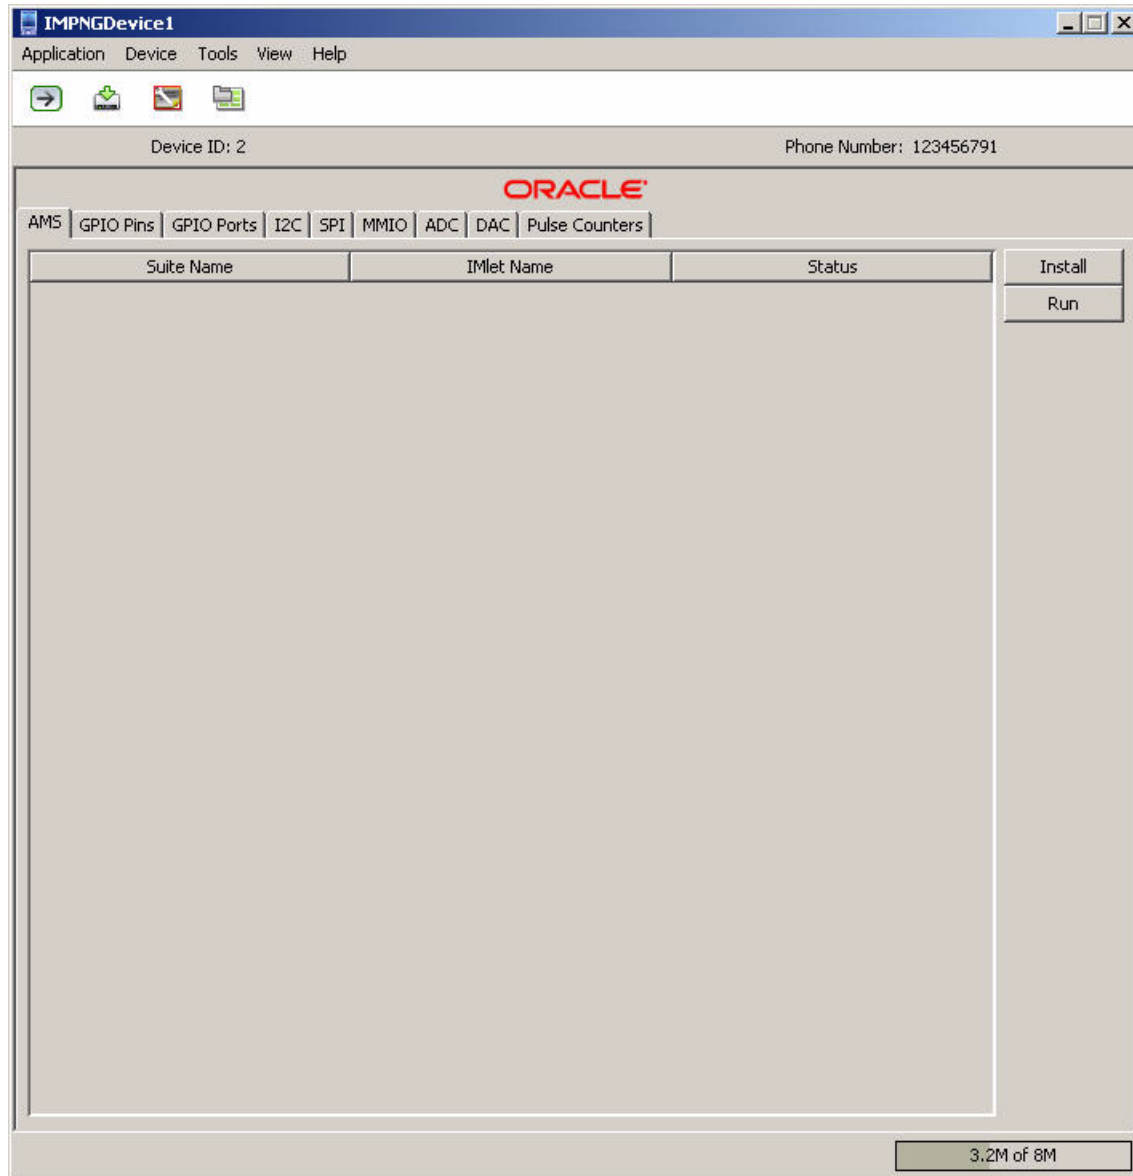 IMPNGDevice1
Application Device Tools View Help
Device ID: 2 Phone Number: 123456791
ORACLE
AMS GPIO Pins GPIO Ports I2C SPI MMIO ADC DAC Pulse Counters
Suite Name IMlet Name Status Install
Run
3.2M of 8M